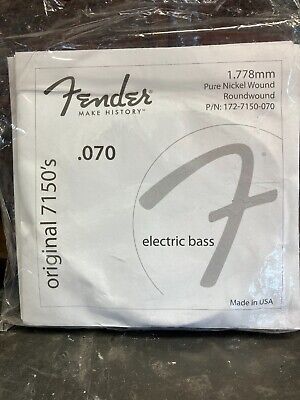 Fender
MAKE HISTORY™
1.778mm
Pure Nickel Wound
Roundwound
P/N: 172-7150-070
original 7150's
.070
electric bass
F
Made in USA